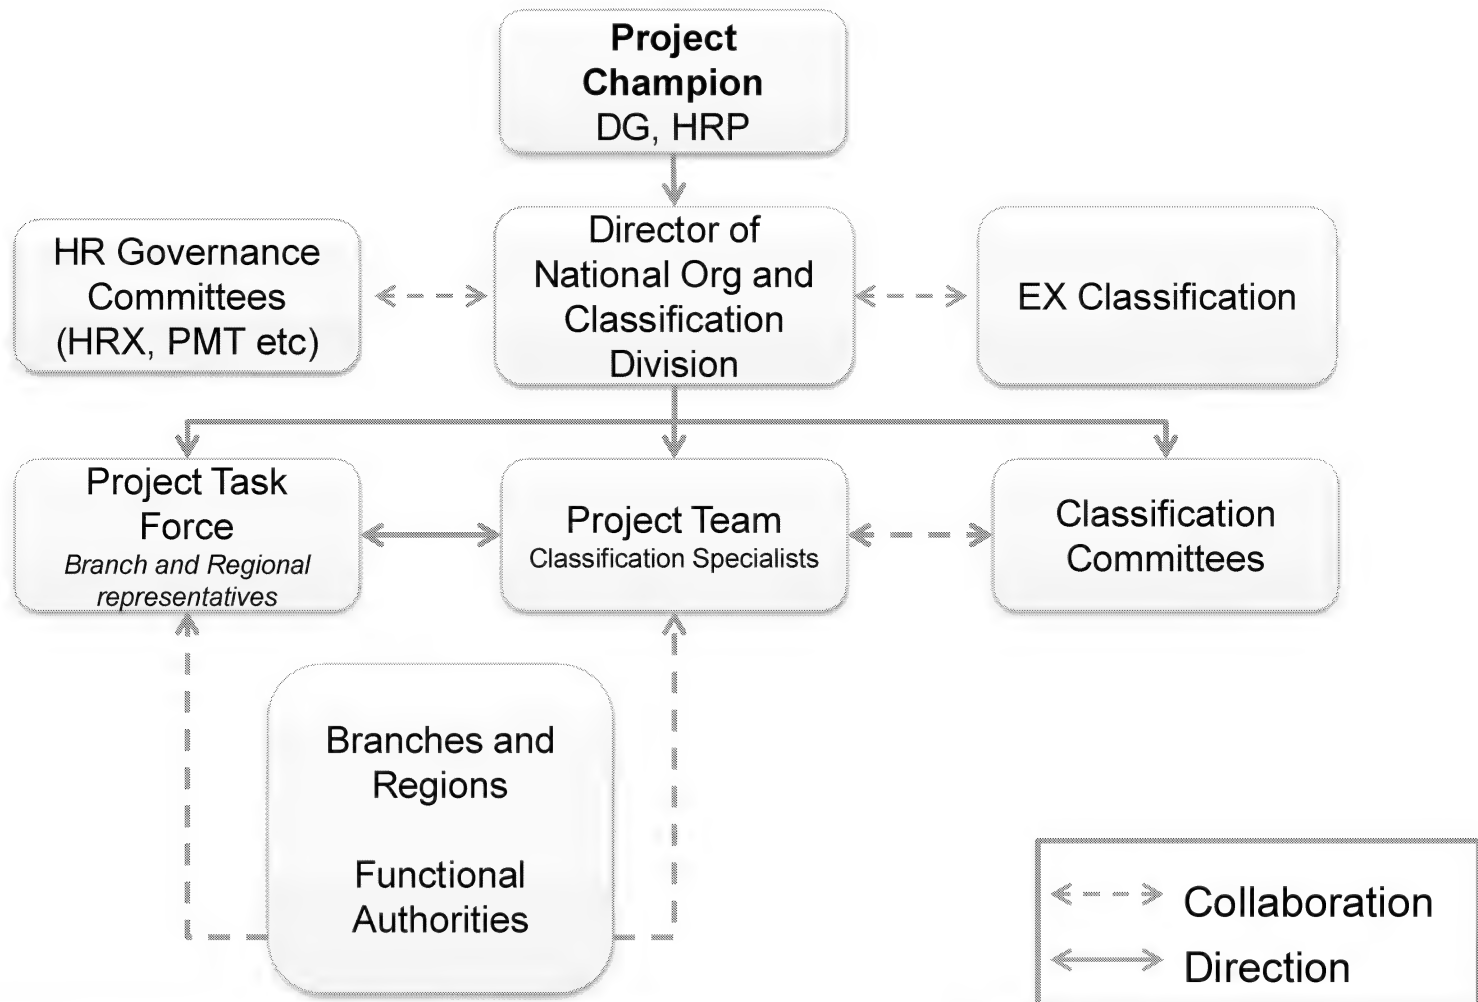 Project
Champion
DG, HRP
HR Governance
Committees
(HRX, PMT etc)
Director of
National Org and
Classification
Division
EX Classification
Project Task
Force
Branch and Regional
representatives
Project Team
Classification Specialists
Classification
Committees
Branches and
Regions
Functional
Authorities
Collaboration
Direction